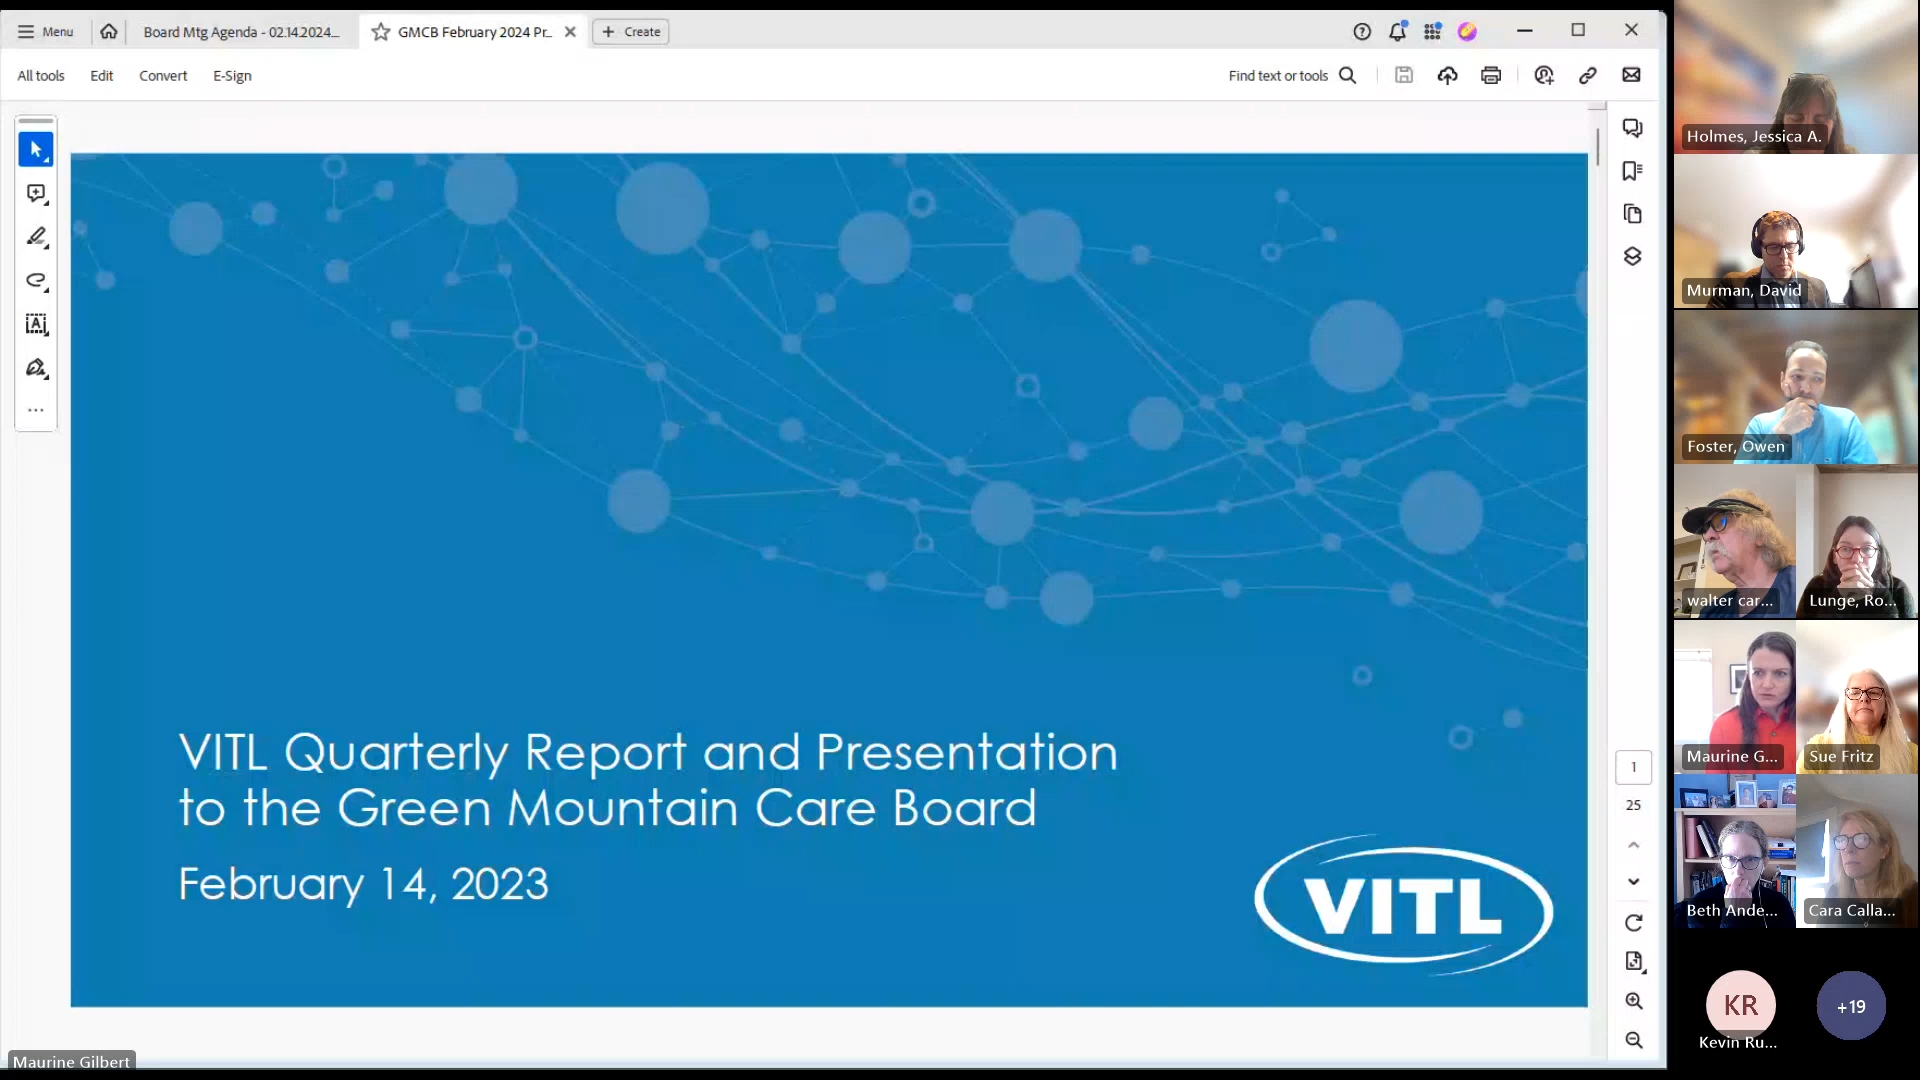 Menu
Board Mtg Agenda - 02.14.2024...
GMCB February 2024 Pr...
Create
All tools
Edit
Convert
E-Sign
Find text or tools
VITL Quarterly Report and Presentation
to the Green Mountain Care Board
February 14, 2023
VITL
1
25
Maurine Gilbert
Holmes, Jessica A.
Murman, David
Foster, Owen
walter car...
Lunge, Ro...
Maurine G...
Sue Fritz
Beth Ande...
Cara Calla...
KR
Kevin Ru...
+19